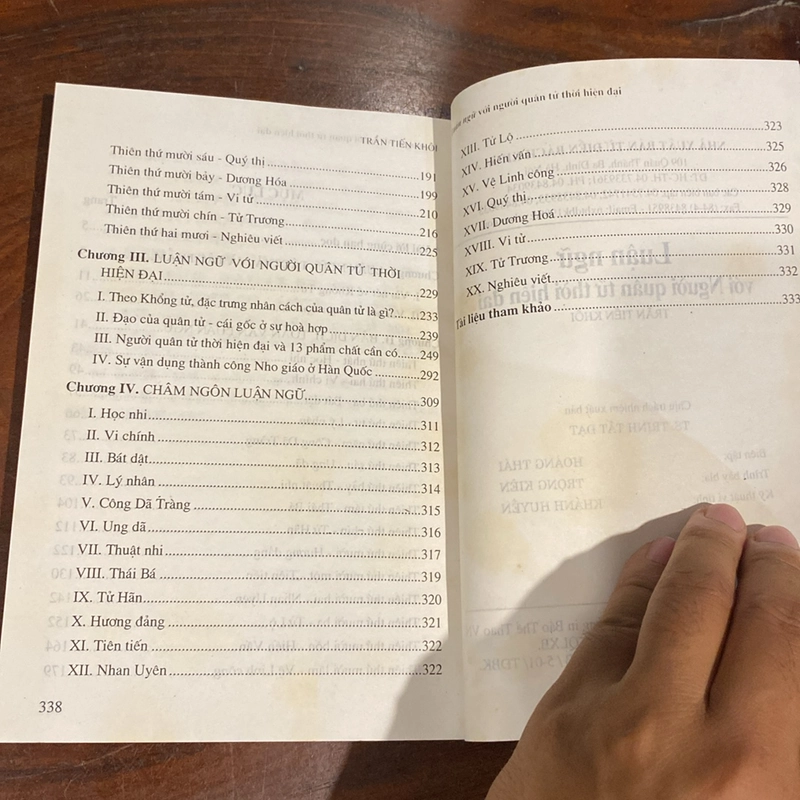 TRẦN TIẾN KHÔI
Thiên thứ mười sáu - Quý thị 191
Thiên thứ mười bảy - Dương Hóa 199
Thiên thứ mười tám - Vi tử 210
Thiên thứ mười chín - Tử Trương 216
Thiên thứ hai mươi - Nghiêu viết 225
Chương III. LUẬN NGỮ VỚI NGƯỜI QUÂN TỬ THỜI
HIỆN ĐẠI 229
I. Theo Khổng tử, đặc trưng nhân cách của quân tử là gì? 233
II. Đạo của quân tử - cái gốc ở sự hoà hợp 239
III. Người quân tử thời hiện đại và 13 phẩm chất cần có 249
IV. Sự vận dụng thành công Nho giáo ở Hàn Quốc 292
Chương IV. CHÂM NGÔN LUẬN NGỮ 309
I. Học nhi 311
II. Vi chính 312
III. Bát dật 313
IV. Lý nhân 314
V. Công Dã Tràng 315
VI. Ung dã 316
VII. Thuật nhi 317
VIII. Thái Bá 319
IX. Tử Hãn 320
X. Hương đảng 321
XI. Tiên tiến 322
XII. Nhan Uyên 322
338
ngữ với người quân tử thời hiện đại
XIII. Tử Lộ 323
XIV. Hiến vấn 325
XV. Vệ Linh công 326
XVI. Quý thị 328
XVII. Dương Hoá 329
XVIII. Vi tử 330
XIX. Tử Trương 331
XX. Nghiêu viết 332
Tài liệu tham khảo 333